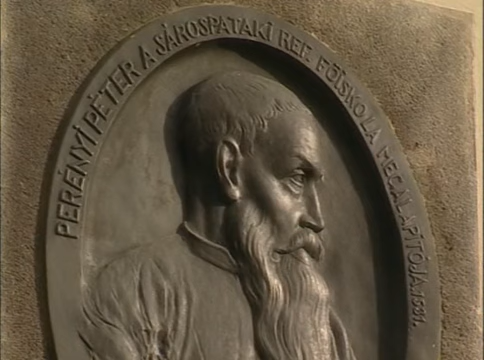 PERÉNYI PÉTER A SÁROSPATAKI REF. FŐISKOLA MEGALAPÍTÓJA 1531.